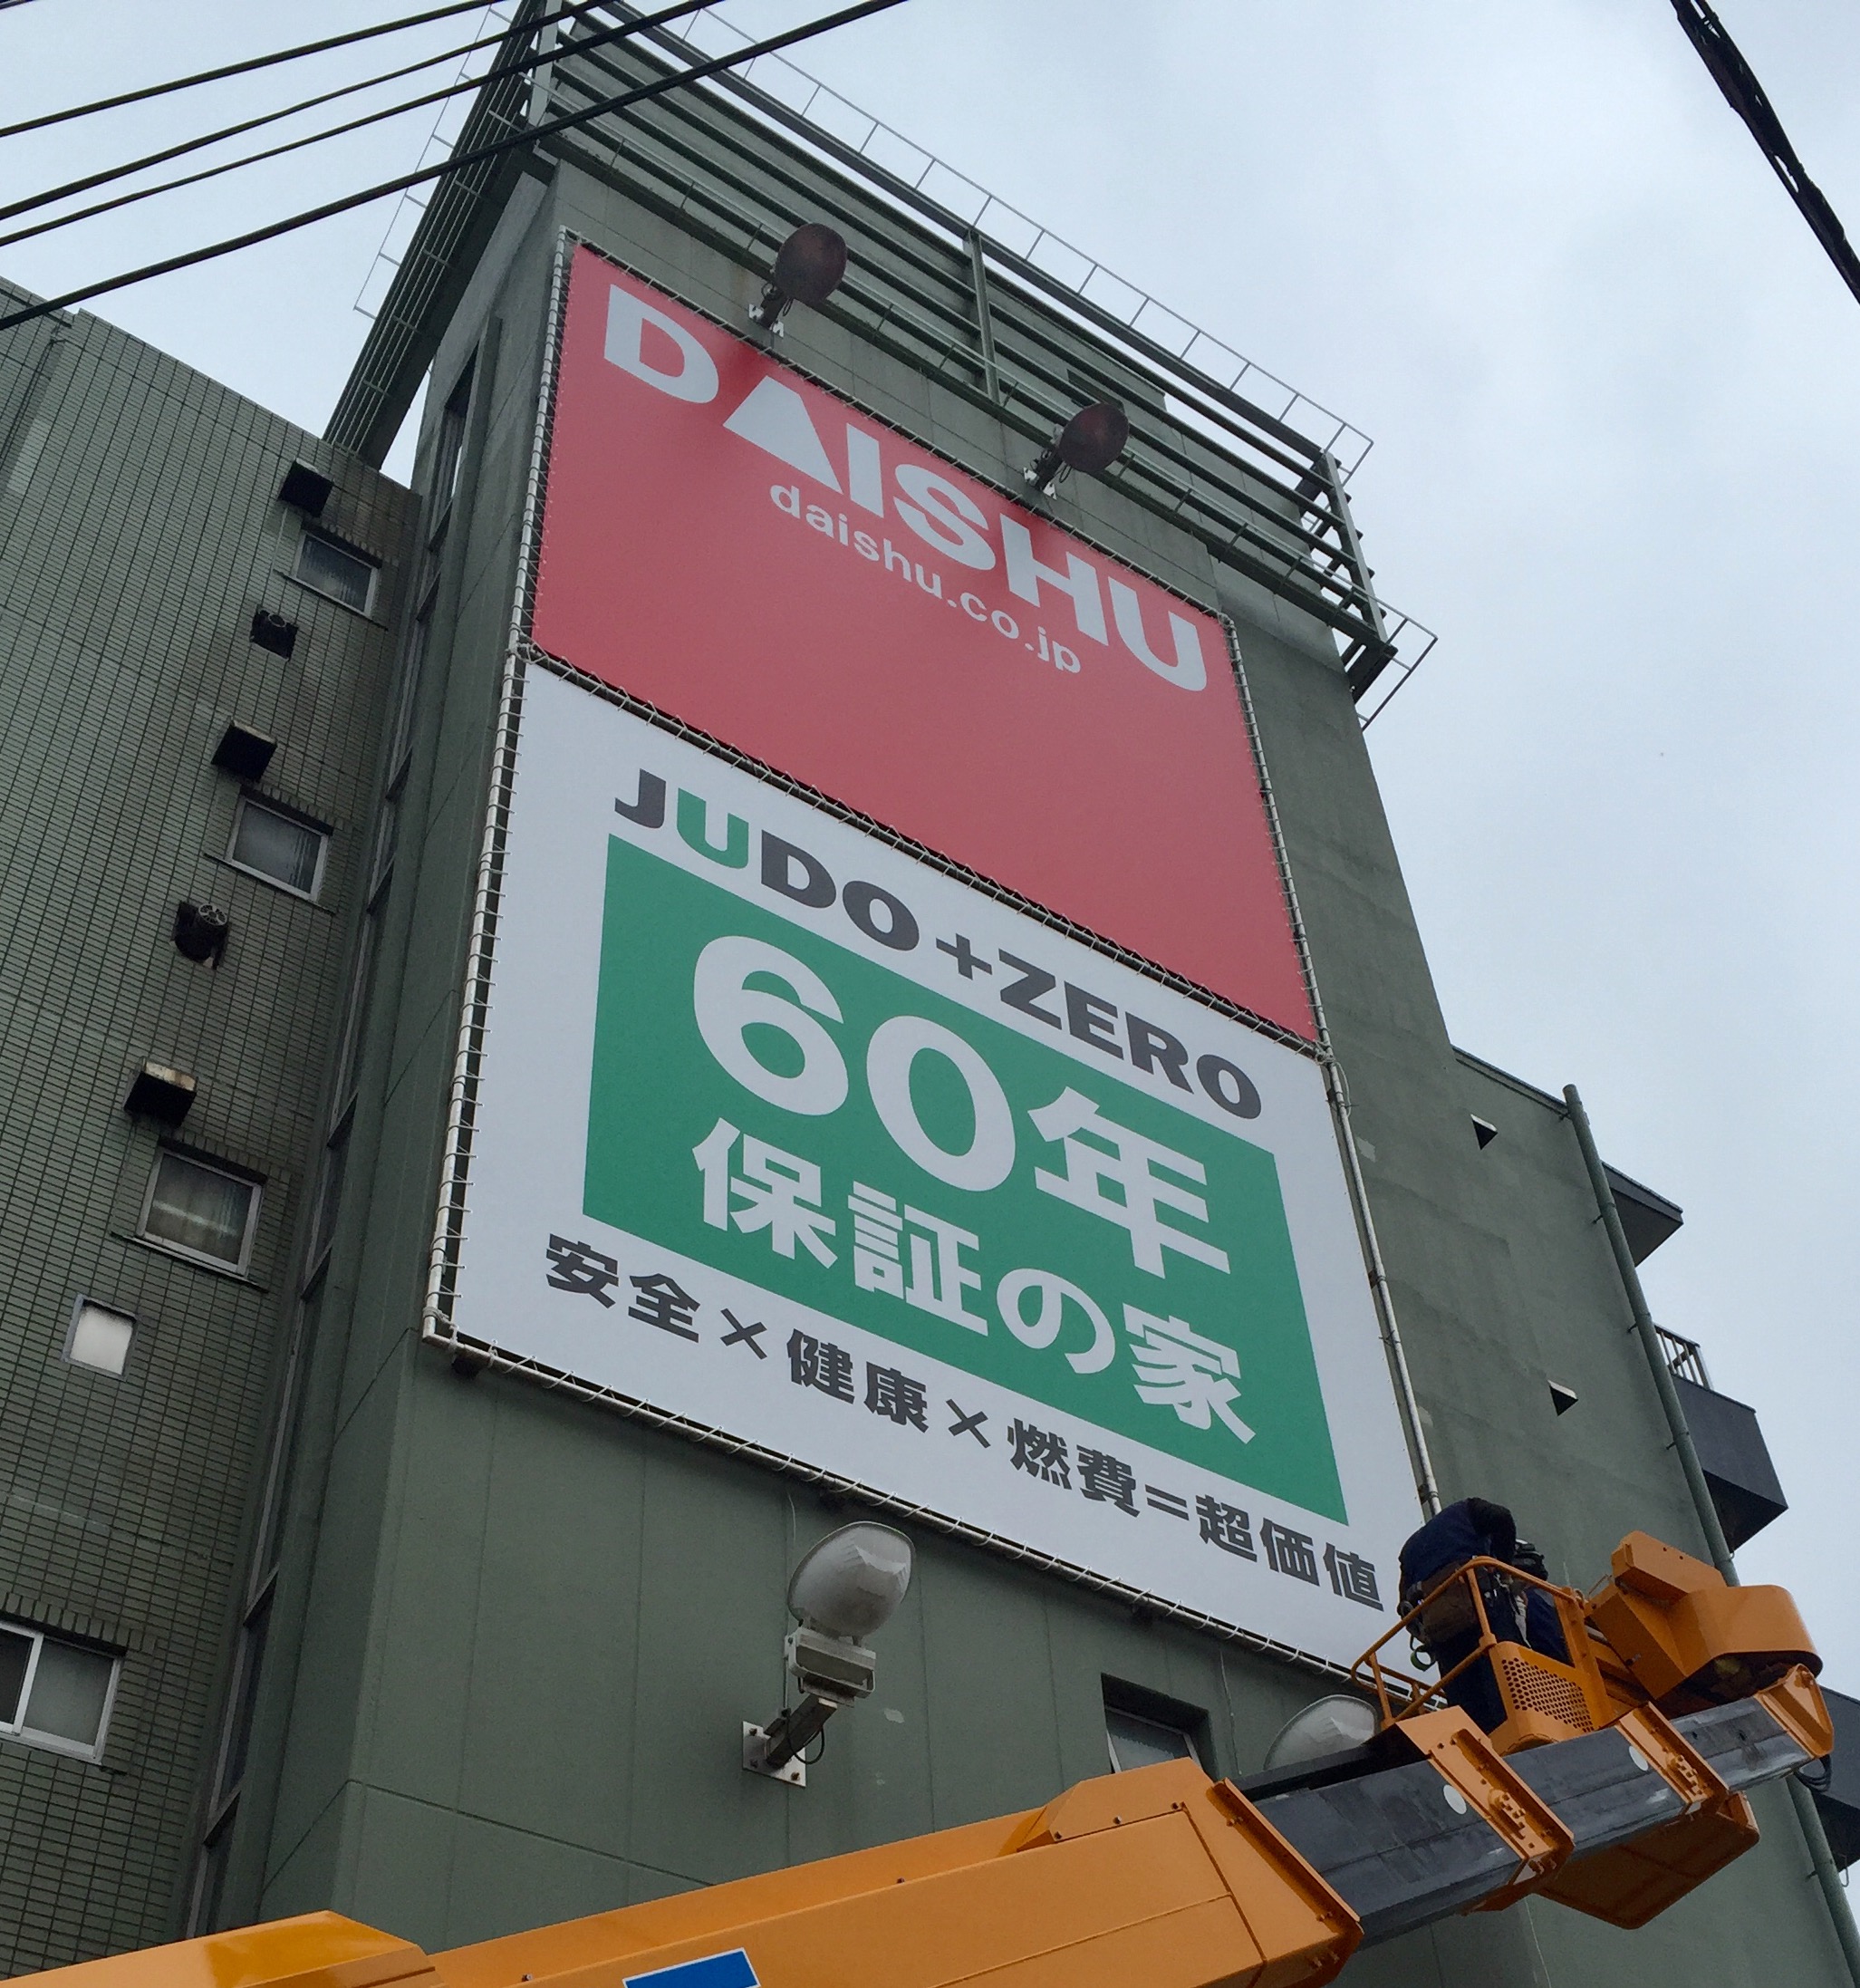 DAISHU
daishu.co.jp
JUDO+ZERO
60年
保証の家
安全×健康×燃費=超価値